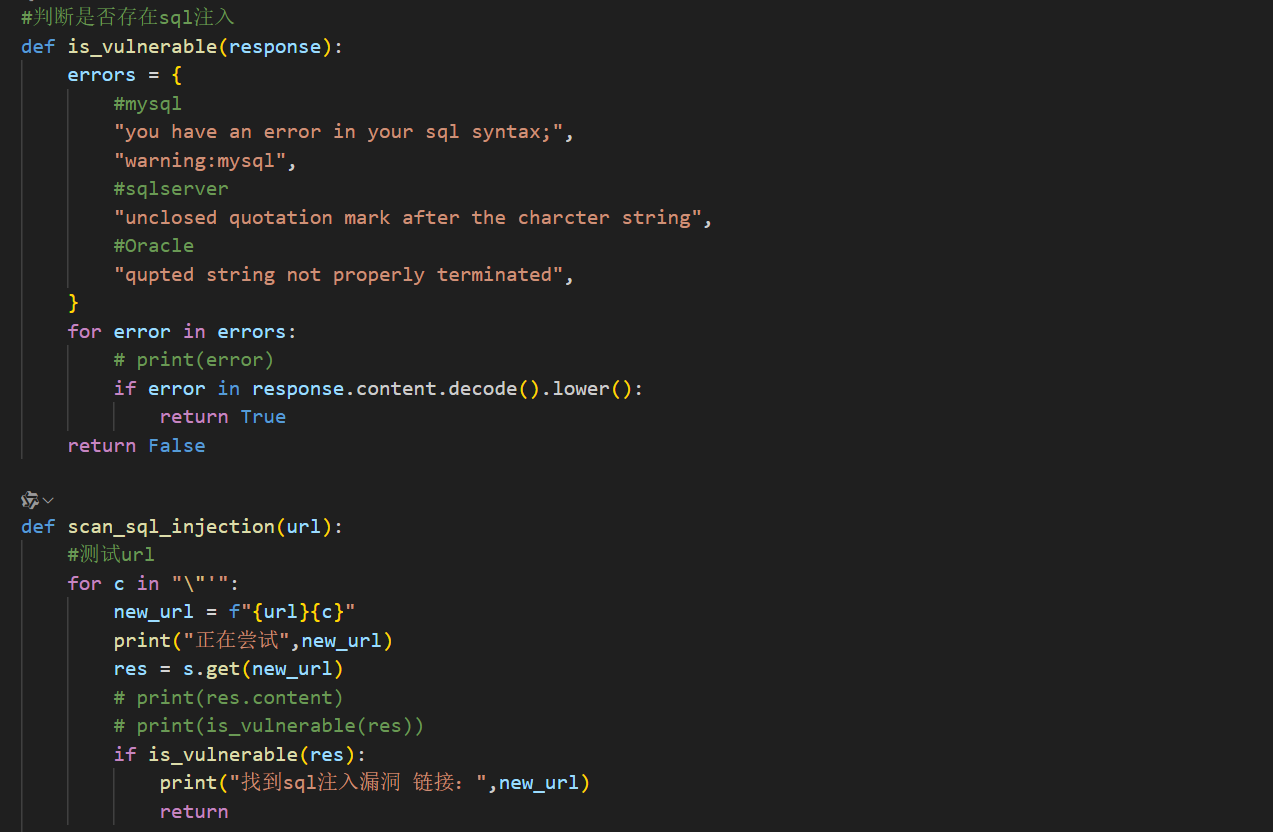 #判断是否存在sql注入
def is_vulnerable(response):
    errors = {
        #mysql
        "you have an error in your sql syntax;",
        "warning:mysql",
        #sqlserver
        "unclosed quotation mark after the charcter string",
        #Oracle
        "qupted string not properly terminated",
    }
    for error in errors:
        # print(error)
        if error in response.content.decode().lower():
            return True
    return False
def scan_sql_injection(url):
    #测试url
    for c in "\"'":
        new_url = f"{url}{c}"
        print("正在尝试",new_url)
        res = s.get(new_url)
        # print(res.content)
        # print(is_vulnerable(res))
        if is_vulnerable(res):
            print("找到sql注入漏洞 链接：",new_url)
            return